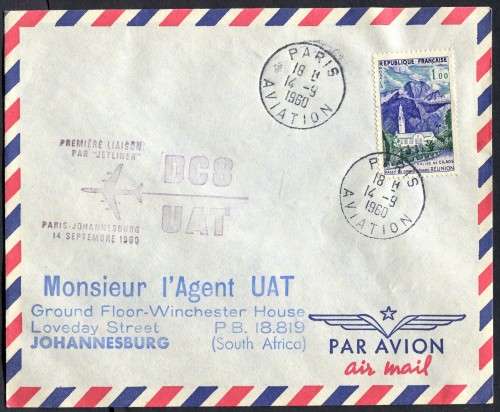 PARIS
18 H
14 -9
1960
AVIATION
REPUBLIQUE FRANÇAISE
1.00
RÉUNION
PARIS
18 H
14 -9
1960
AVIATION
PREMIÈRE LIAISON
PAR "JETLINER"
DC8
UAT
PARIS-JOHANNESBURG
14 SEPTEMBRE 1960
Monsieur l'Agent UAT
Ground Floor-Winchester House
Loveday Street P.B. 18.819
JOHANNESBURG (South Africa)
PAR AVION
air mail